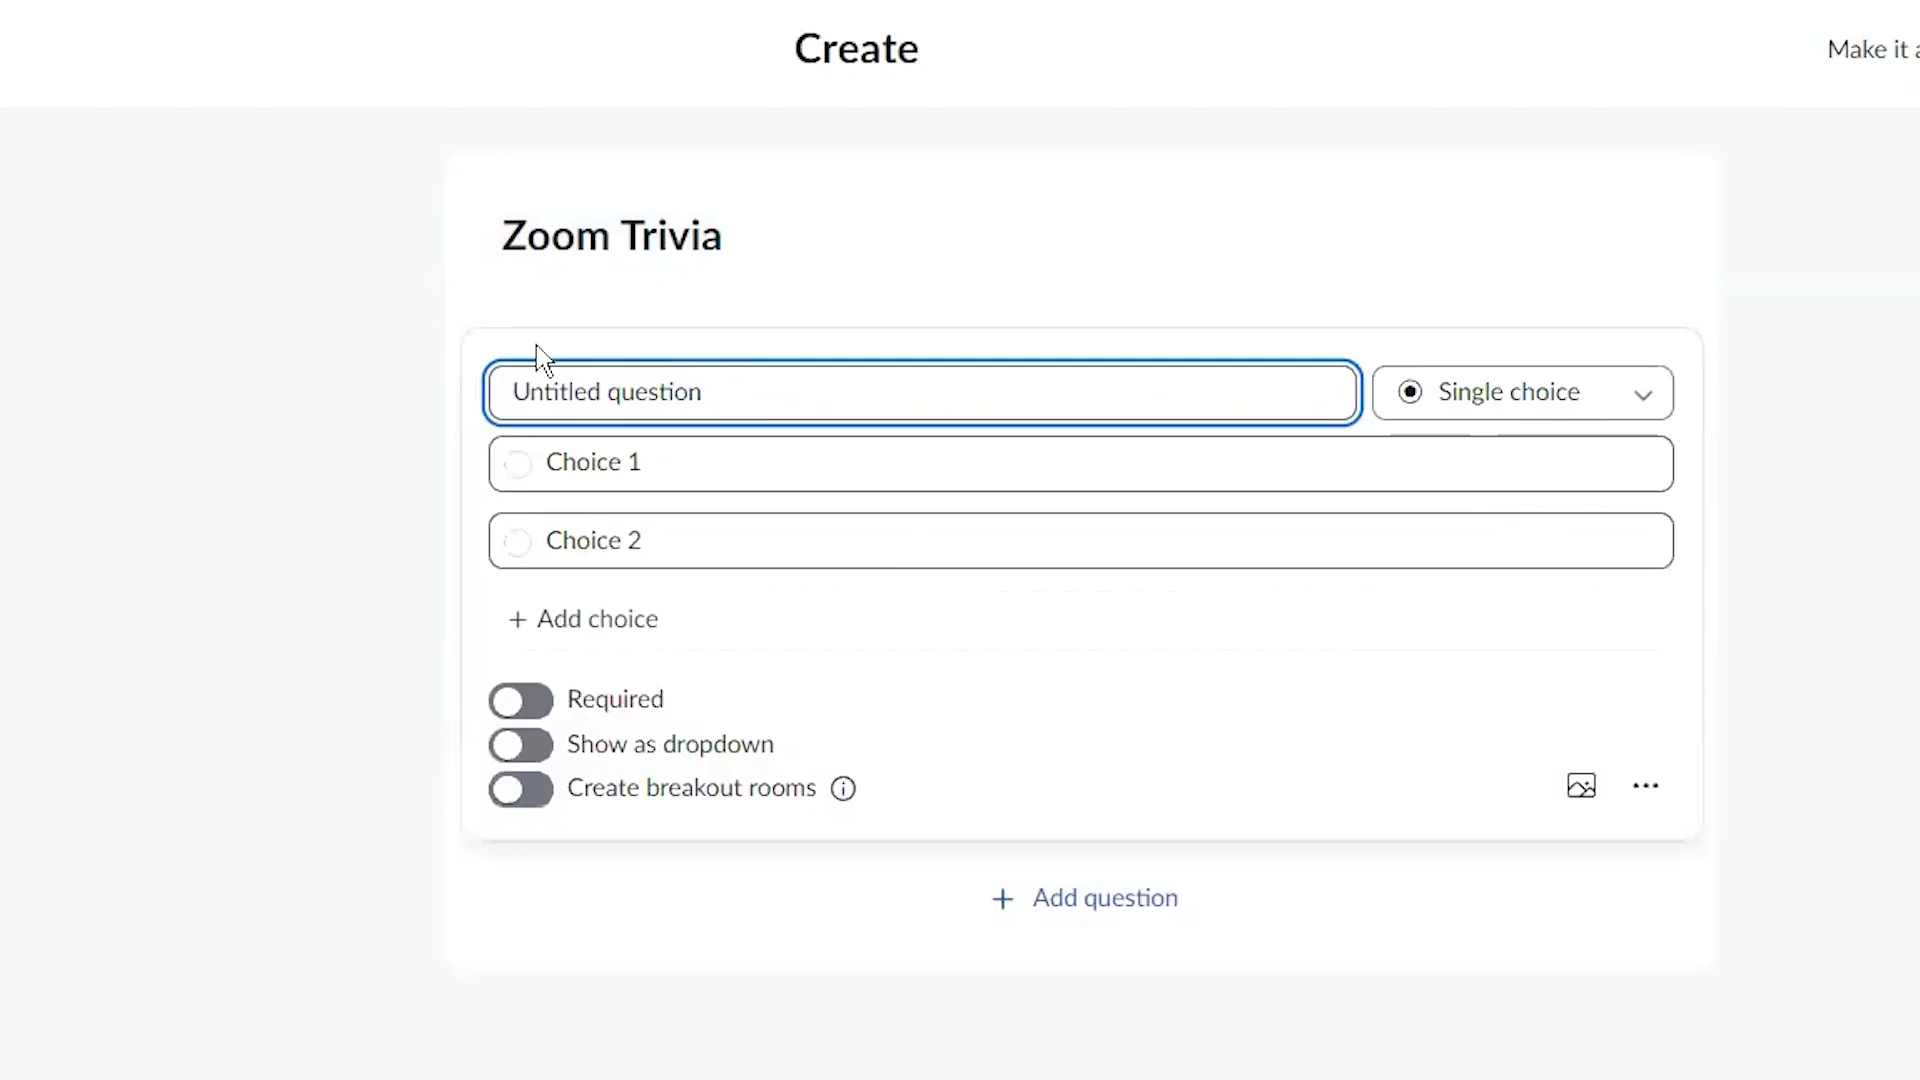 Create
Make it a
Zoom Trivia
Untitled question
Single choice
Choice 1
Choice 2
+ Add choice
Required
Show as dropdown
Create breakout rooms
+ Add question